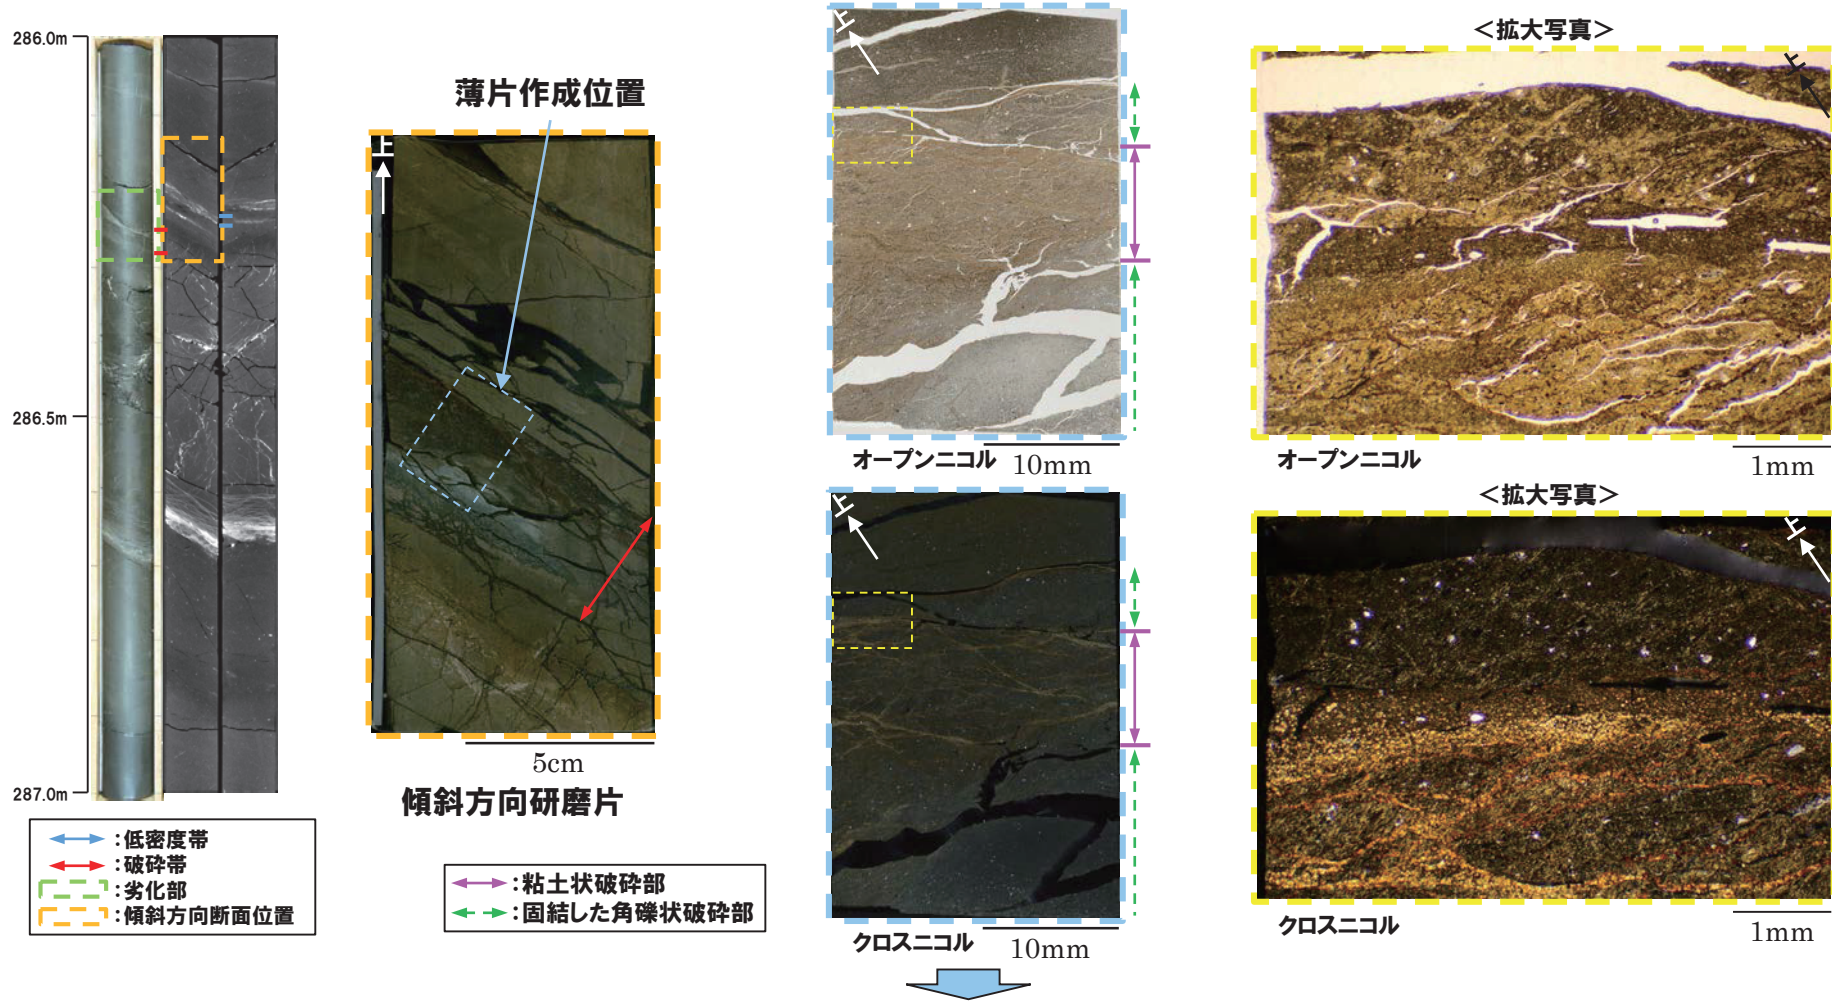 286.0m
286.5m
287.0m
:低密度帯
:破砕帯
:劣化部
:傾斜方向断面位置
薄片作成位置
上
5cm
傾斜方向研磨片
:粘土状破砕部
:固結した角礫状破砕部
上
オープンニコル 10mm
上
クロスニコル 10mm
<拡大写真>
上
オープンニコル 1mm
<拡大写真>
上
クロスニコル 1mm